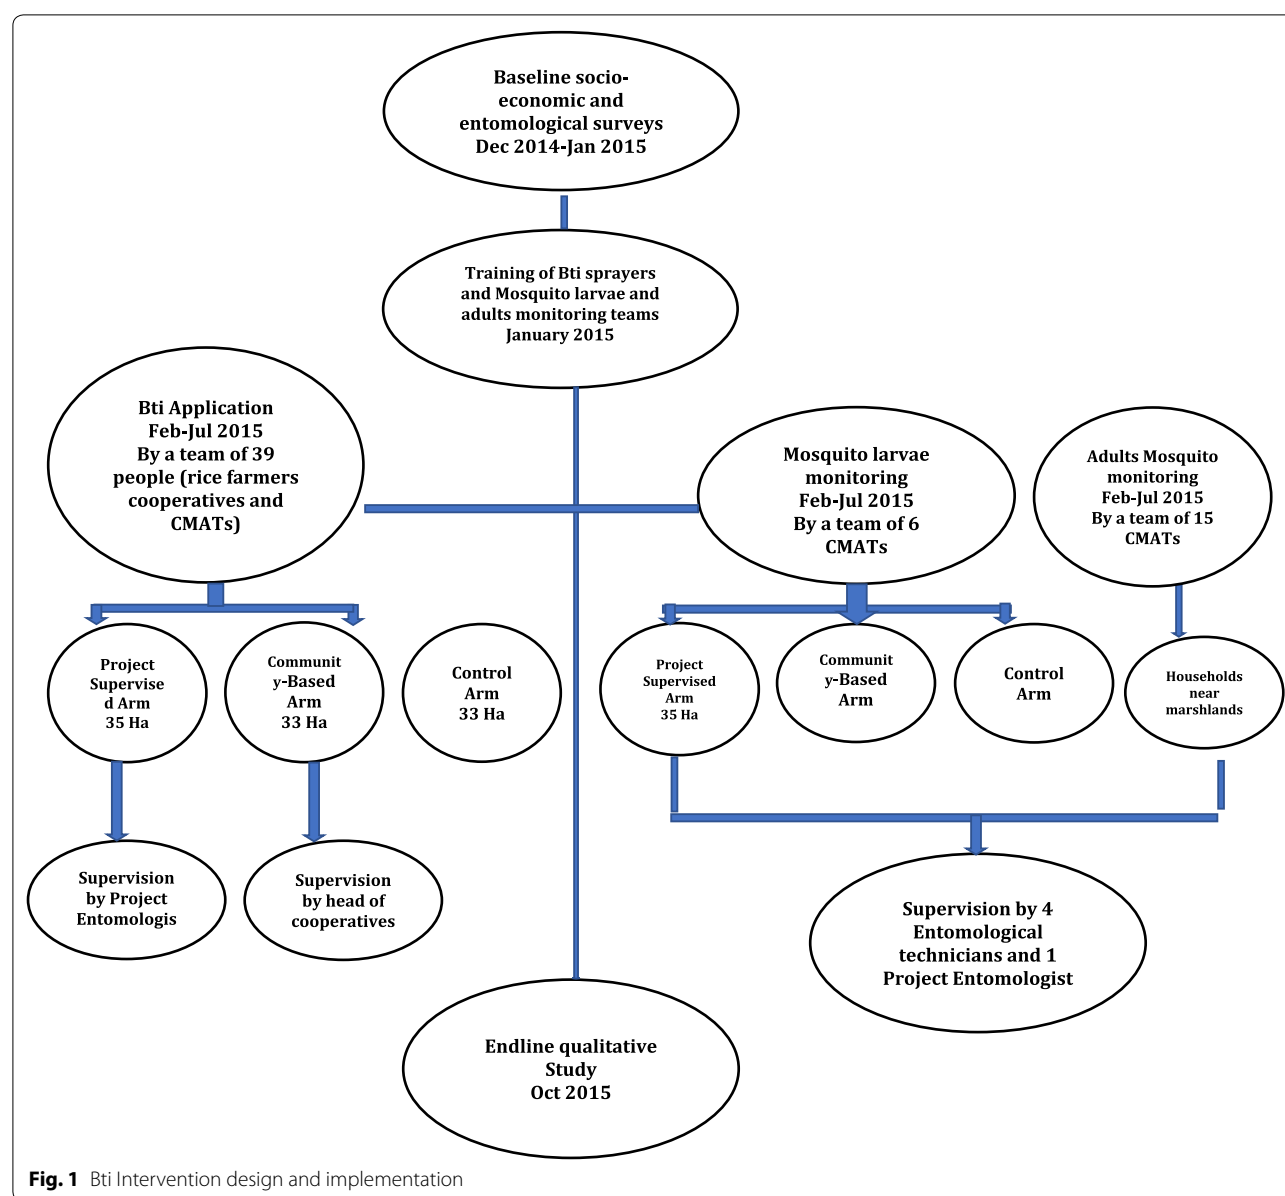 Baseline socio-
economic and
entomological surveys
Dec 2014-Jan 2015
Training of Bti sprayers
and Mosquito larvae and
adults monitoring teams
January 2015
Bti Application
Feb-Jul 2015
By a team of 39
people (rice farmers
cooperatives and
CMATs)
Mosquito larvae
monitoring
Feb-Jul 2015
By a team of 6
CMATs
Adults Mosquito
monitoring
Feb-Jul 2015
By a team of 15
CMATs
Project
Supervise
d Arm
35 Ha
Communit
y-Based
Arm
33 Ha
Control
Arm
33 Ha
Project
Supervised
Arm
35 Ha
Communit
y-Based
Arm
Control
Arm
Households
near
marshlands
Supervision
by Project
Entomologis
Supervision
by head of
cooperatives
Supervision by 4
Entomological
technicians and 1
Project Entomologist
Endline qualitative
Study
Oct 2015
Fig. 1 Bti Intervention design and implementation